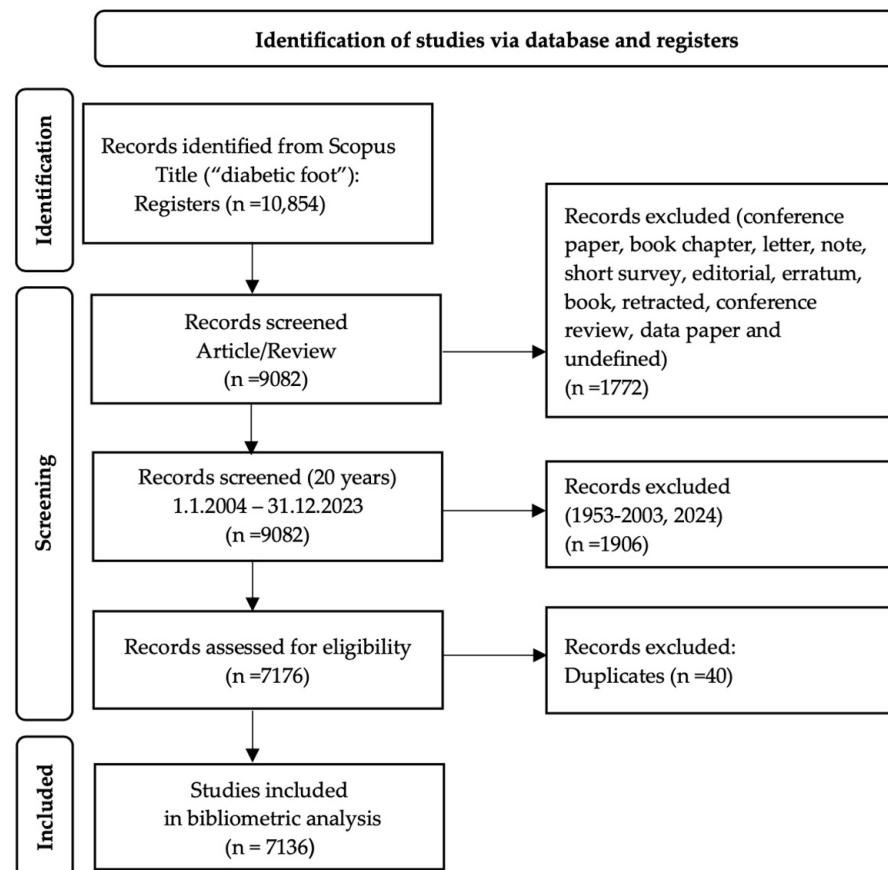 Identification of studies via database and registers
Identification
Records identified from Scopus
Title (“diabetic foot”):
Registers (n =10,854)
Records excluded (conference
paper, book chapter, letter, note,
short survey, editorial, erratum,
book, retracted, conference
review, data paper and
undefined)
(n =1772)
Screening
Records screened
Article/Review
(n =9082)
Records screened (20 years)
1.1.2004 – 31.12.2023
(n =9082)
Records excluded
(1953-2003, 2024)
(n =1906)
Records assessed for eligibility
(n =7176)
Records excluded:
Duplicates (n =40)
Included
Studies included
in bibliometric analysis
(n = 7136)